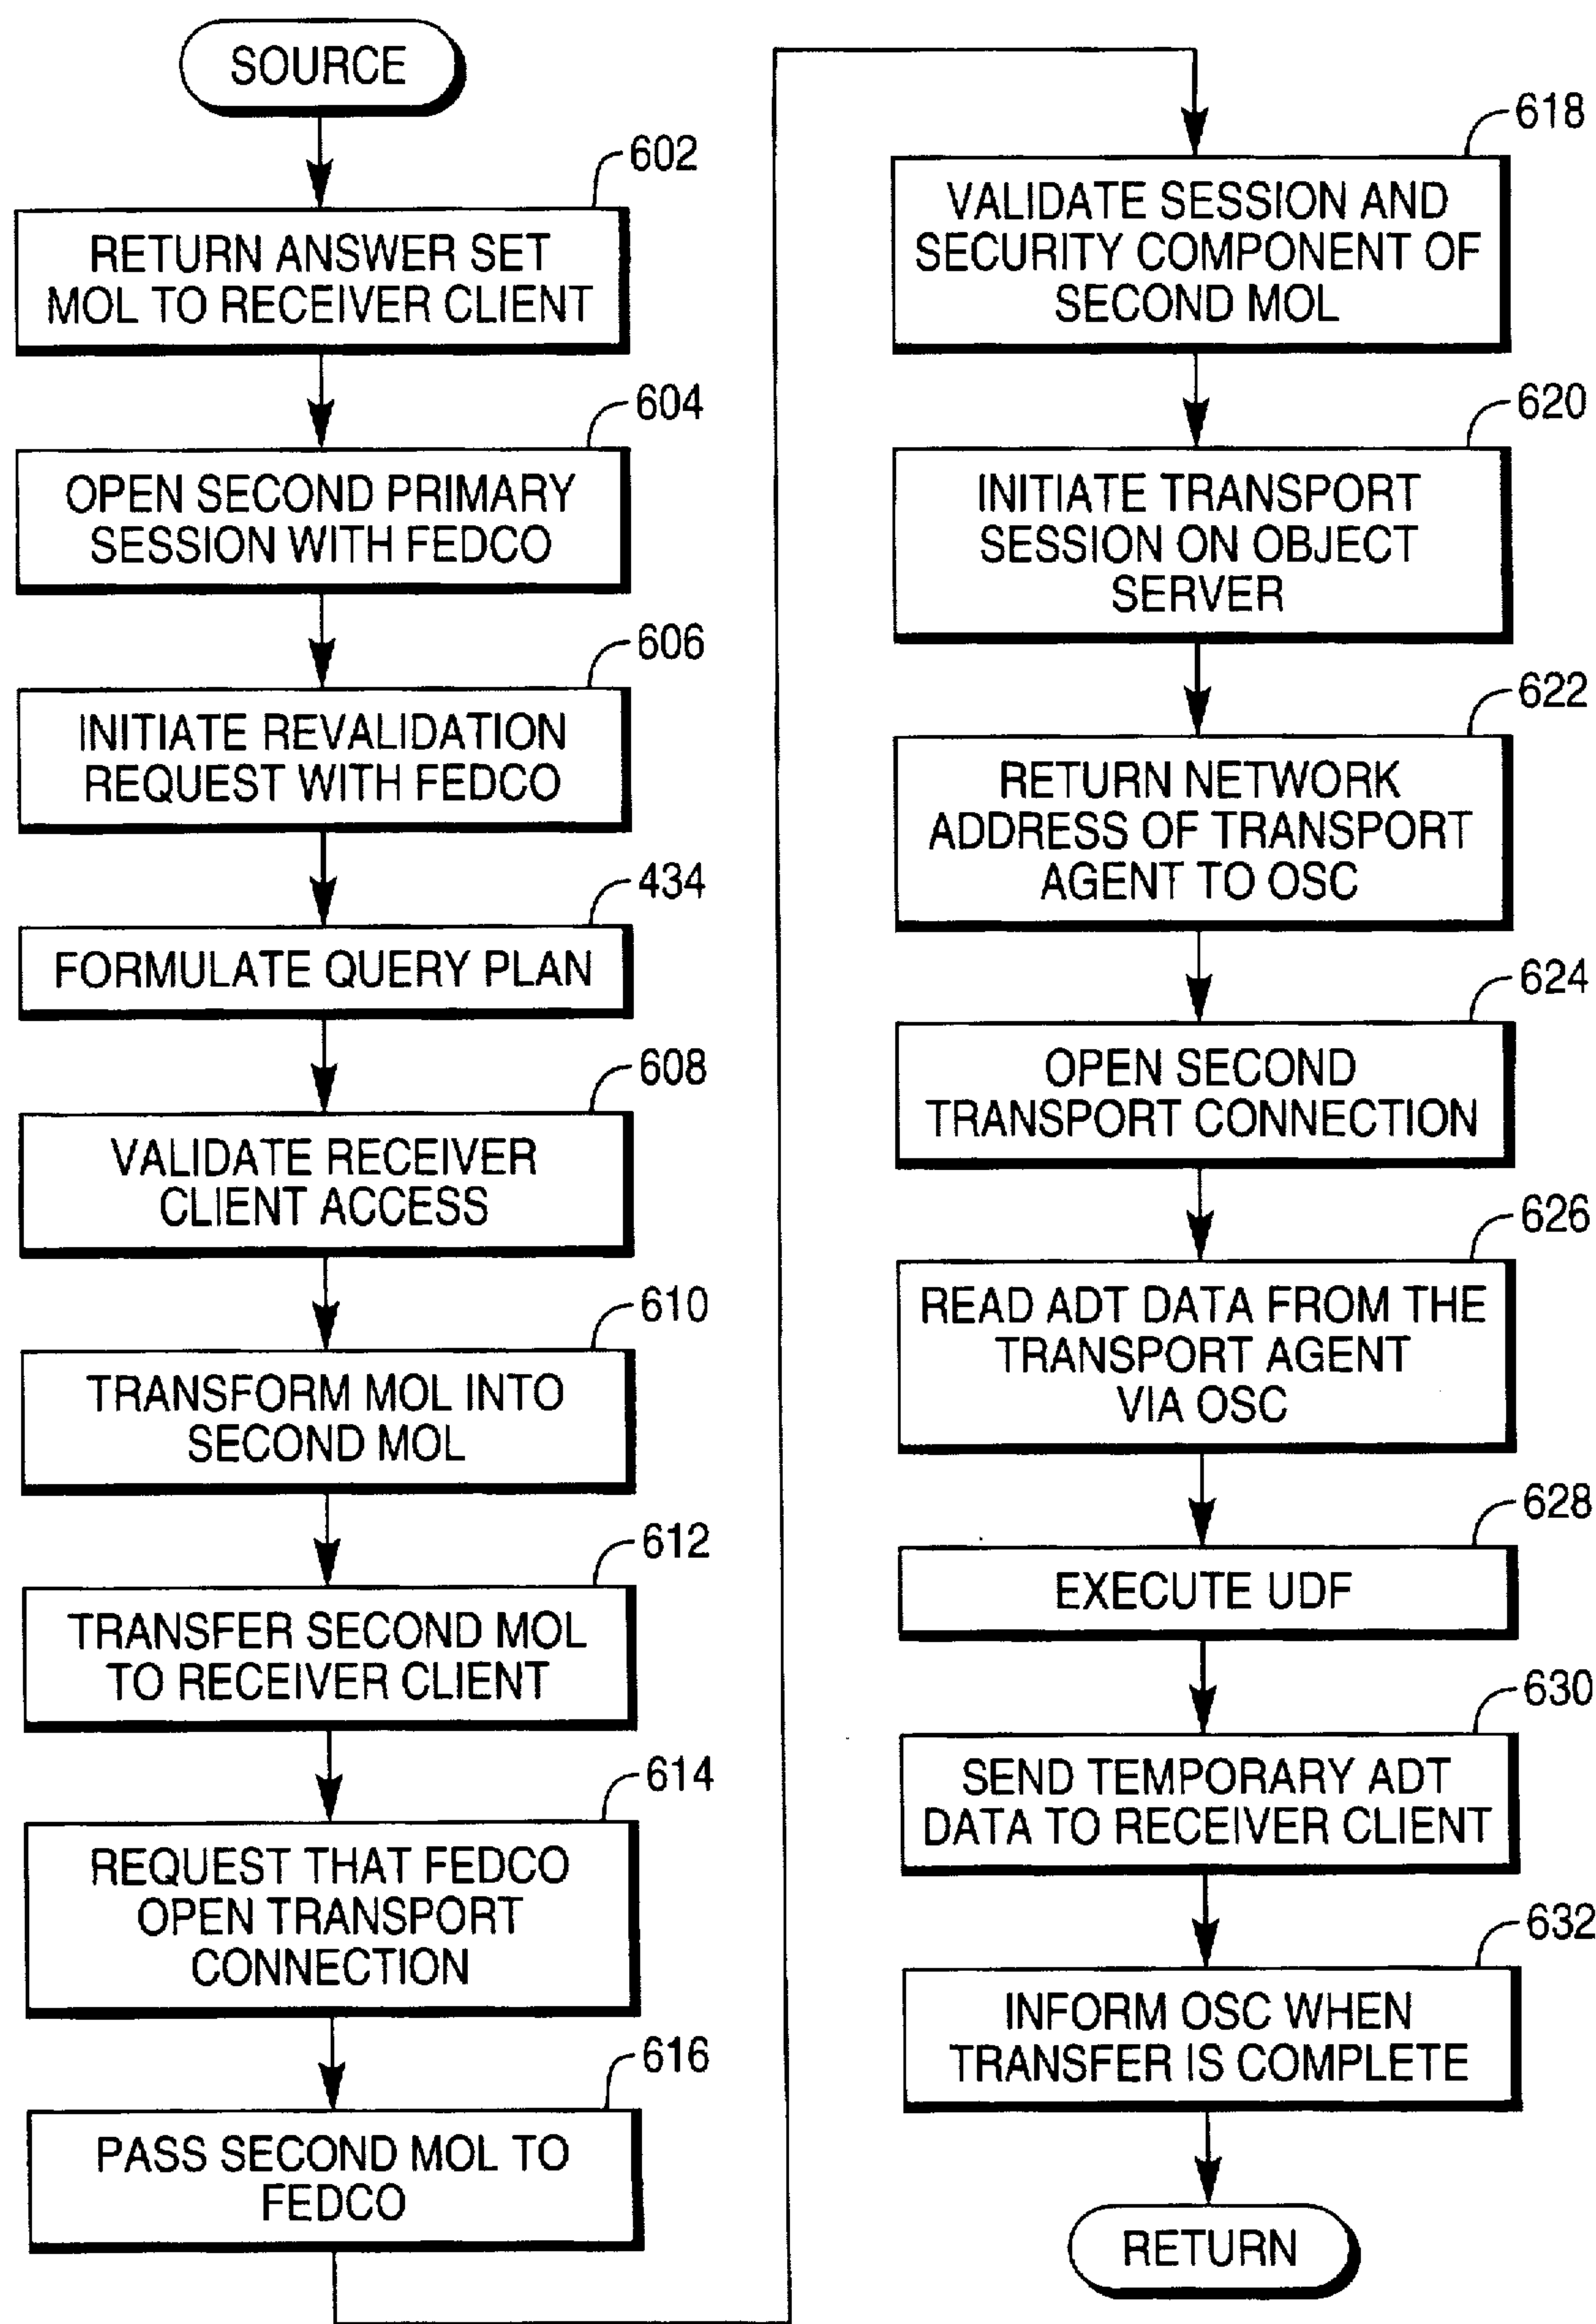 SOURCE
602
RETURN ANSWER SET
MOL TO RECEIVER CLIENT
604
OPEN SECOND PRIMARY
SESSION WITH FEDCO
606
INITIATE REVALIDATION
REQUEST WITH FEDCO
434
FORMULATE QUERY PLAN
608
VALIDATE RECEIVER
CLIENT ACCESS
610
TRANSFORM MOL INTO
SECOND MOL
612
TRANSFER SECOND MOL
TO RECEIVER CLIENT
614
REQUEST THAT FEDCO
OPEN TRANSPORT
CONNECTION
616
PASS SECOND MOL TO
FEDCO
618
VALIDATE SESSION AND
SECURITY COMPONENT OF
SECOND MOL
620
INITIATE TRANSPORT
SESSION ON OBJECT
SERVER
622
RETURN NETWORK
ADDRESS OF TRANSPORT
AGENT TO OSC
624
OPEN SECOND
TRANSPORT CONNECTION
626
READ ADT DATA FROM THE
TRANSPORT AGENT
VIA OSC
628
EXECUTE UDF
630
SEND TEMPORARY ADT
DATA TO RECEIVER CLIENT
632
INFORM OSC WHEN
TRANSFER IS COMPLETE
RETURN